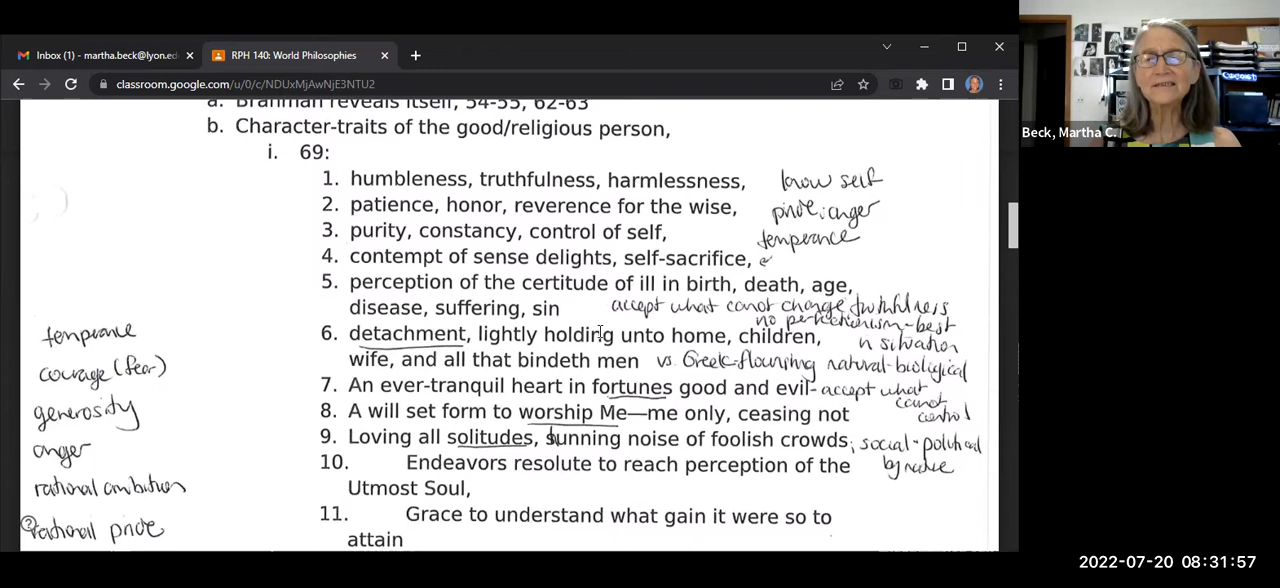 Inbox (1) - martha.beck@lyon.ed
RPH 140: World Philosophies
classroom.google.com/u/0/c/NDUxMjAwNjE3NTU2
Beck, Martha C.
a. Brahman reveals itself, 54-55, 62-63
b. Character-traits of the good/religious person,
i. 69:
1. humbleness, truthfulness, harmlessness, know self
2. patience, honor, reverence for the wise, pride, anger
3. purity, constancy, control of self, temperance
4. contempt of sense delights, self-sacrifice,
5. perception of the certitude of ill in birth, death, age,
disease, suffering, sin accept what cannot change truthfulness
no perfectionism-best
6. detachment, lightly holding unto home, children, n situation
wife, and all that bindeth men vs. Greek-flourishing natural-biological
7. An ever-tranquil heart in fortunes good and evil-accept what
cannot
8. A will set form to worship Me—me only, ceasing not control
9. Loving all solitudes, shunning noise of foolish crowds; social-political
by nature
10. Endeavors resolute to reach perception of the
Utmost Soul,
11. Grace to understand what gain it were so to
attain
temperance
courage (fear)
generosity
anger
rational ambition
? rational pride
2022-07-20 08:31:57